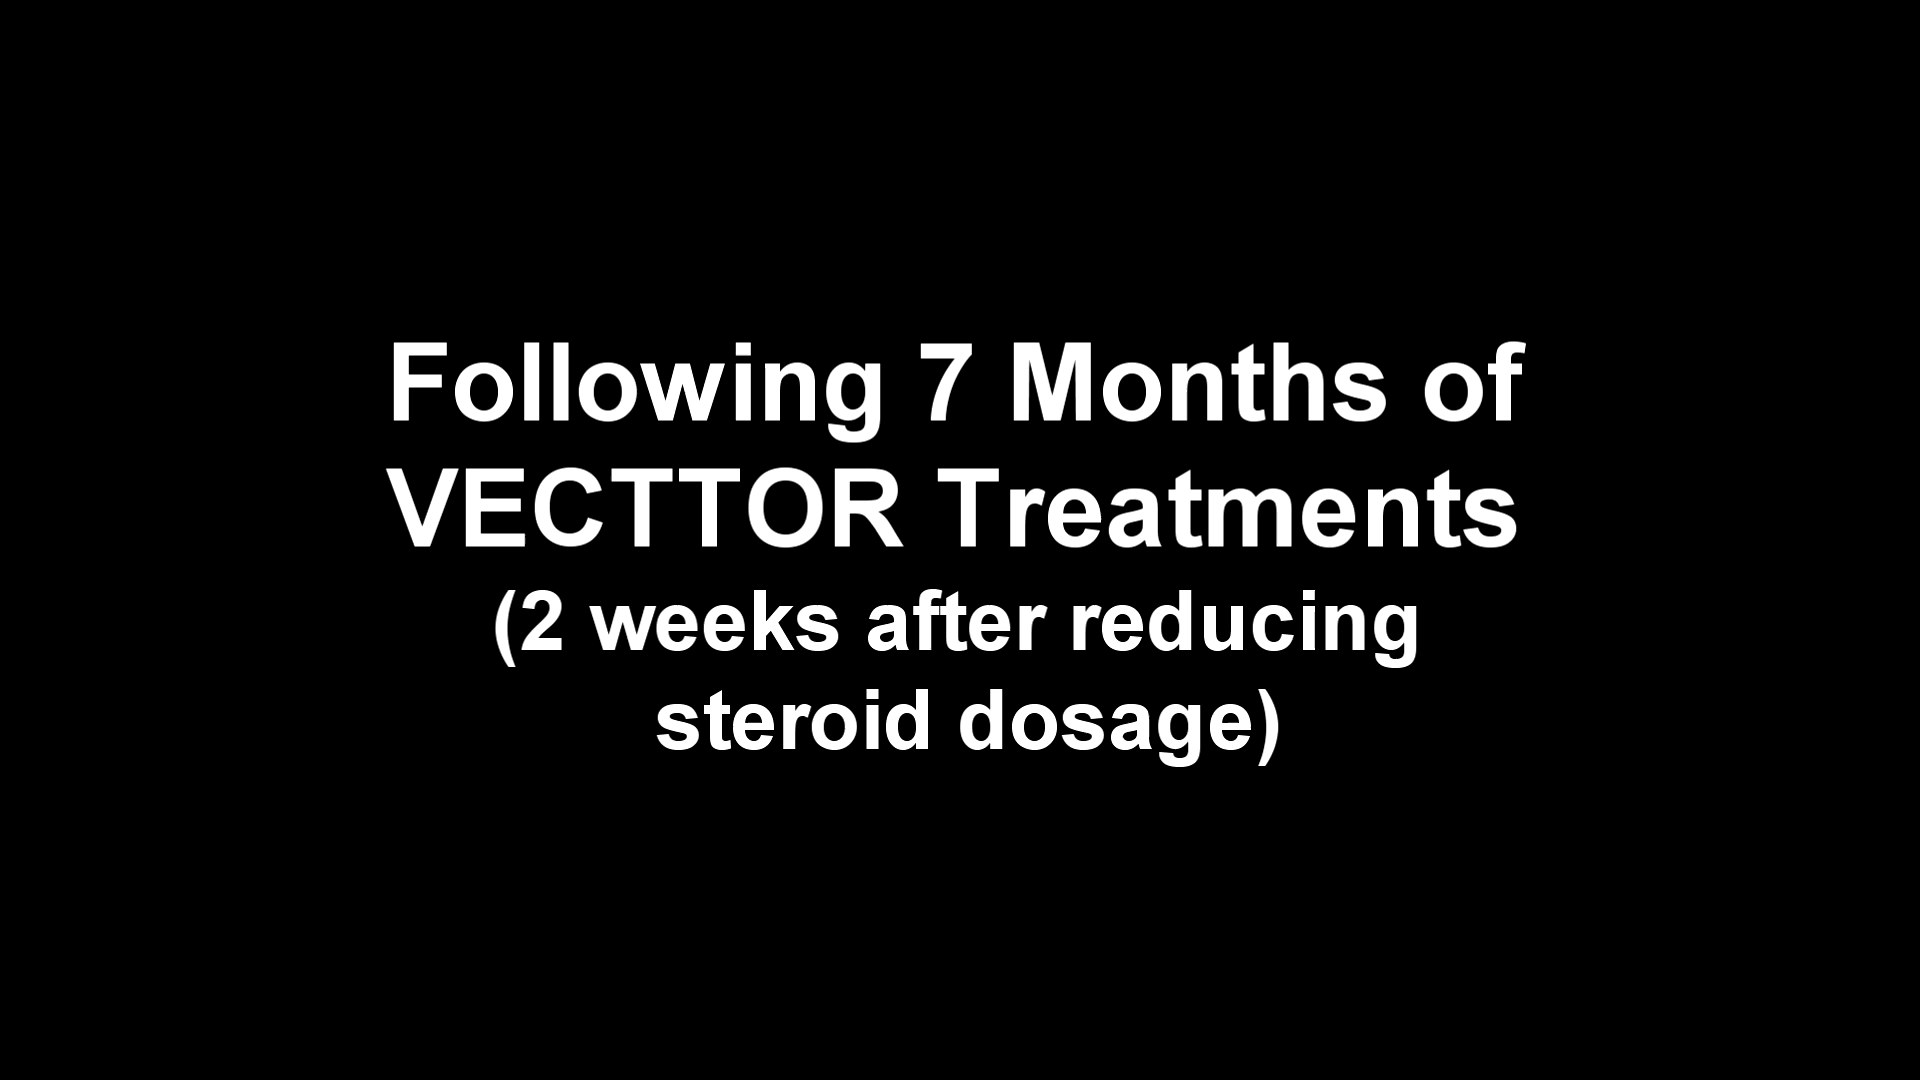 Following 7 Months of
VECTTOR Treatments
(2 weeks after reducing
steroid dosage)